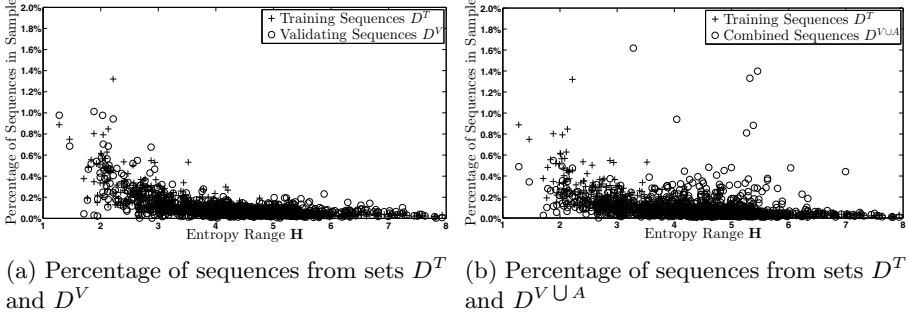 Percentage of Sequences in Sample
2.0%
1.8%
1.6%
1.4%
1.2%
1.0%
0.8%
0.6%
0.4%
0.2%
0.0%
+ Training Sequences D^T
o Validating Sequences D^V
1 2 3 4 5 6 7 8
Entropy Range H
(a) Percentage of sequences from sets D^T
and D^V
Percentage of Sequences in Sample
2.0%
1.8%
1.6%
1.4%
1.2%
1.0%
0.8%
0.6%
0.4%
0.2%
0.0%
+ Training Sequences D^T
o Combined Sequences D^{V∪A}
1 2 3 4 5 6 7 8
Entropy Range H
(b) Percentage of sequences from sets D^T
and D^{V ⋃ A}